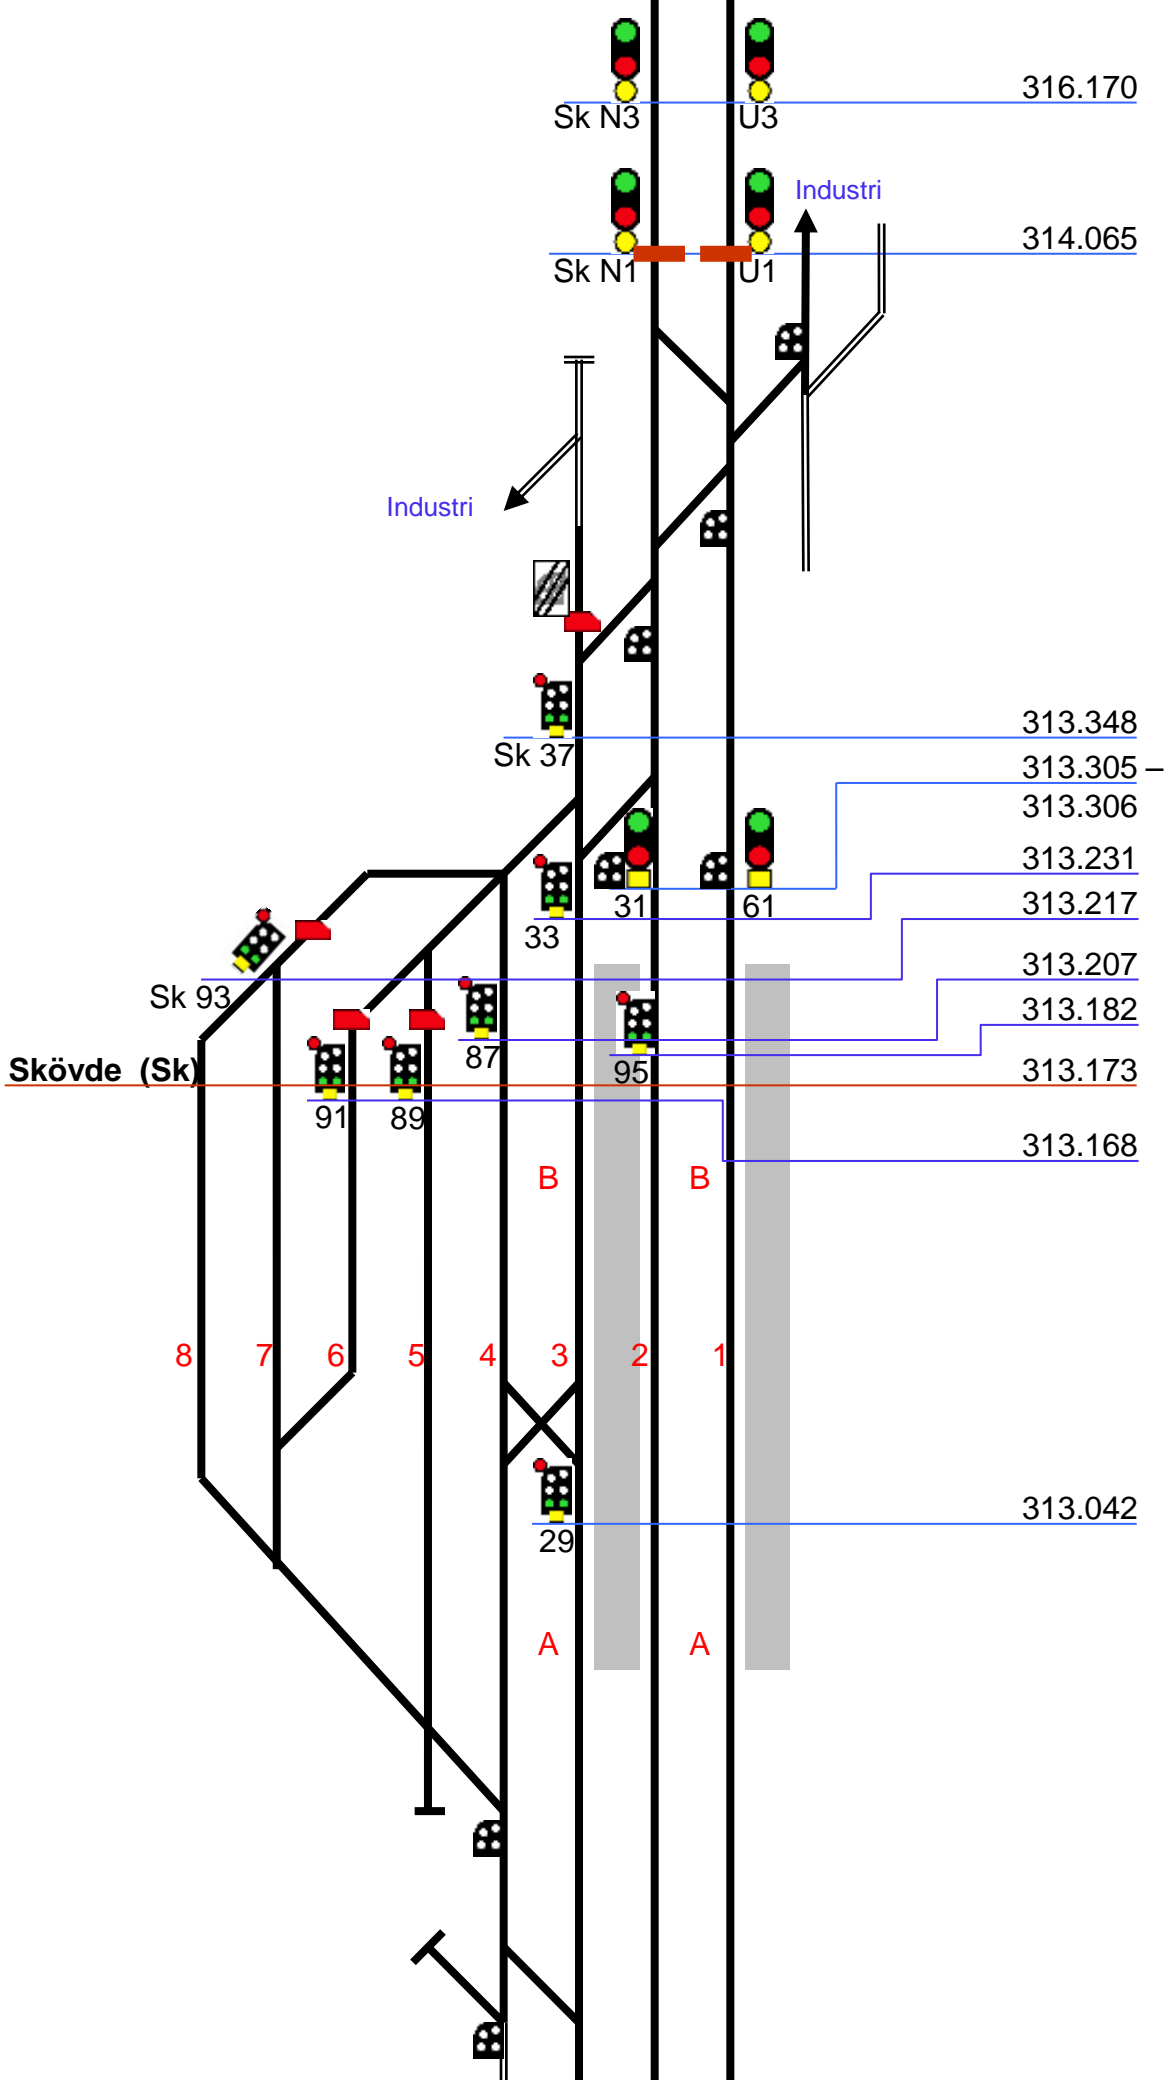 316.170
Sk N3 U3
Industri
314.065
Sk N1 U1
Industri
313.348
Sk 37
313.305 –
313.306
313.231
31 61
313.217
33
313.207
Sk 93
313.182
87
95
Skövde (Sk)
313.173
91 89
313.168
B B
8 7 6 5 4 3 2 1
313.042
29
A A